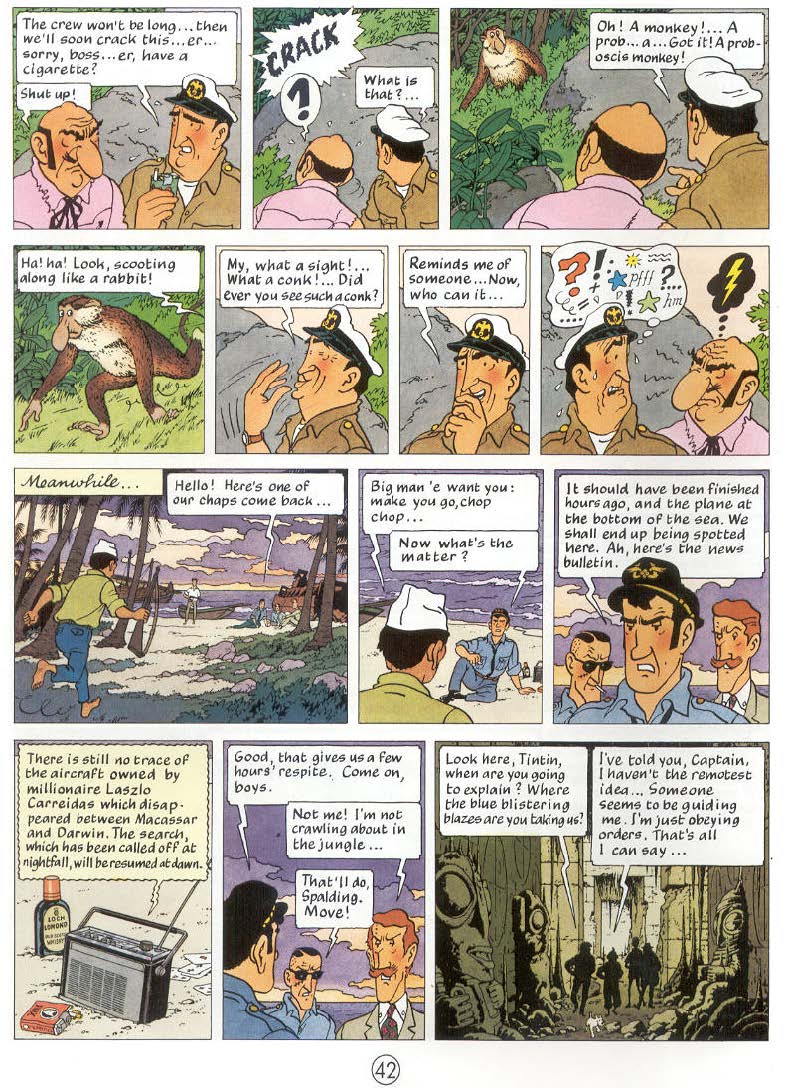 The crew won't be long...then
we'll soon crack this...er...
sorry, boss...er, have a
cigarette?
Shut up!
CRACK
?
What is
that?...
Oh! A monkey!... A
prob...a...Got it! A prob-
oscis monkey!
Ha! ha! Look, scooting
along like a rabbit!
My, what a sight!...
What a conk!... Did
ever you see such a conk?
Reminds me of
someone...Now,
who can it...
?!
pfff ?...
hm
Meanwhile...
Hello! Here's one of
our chaps come back...
Big man 'e want you:
make you go, chop
chop...
Now what's the
matter?
It should have been finished
hours ago, and the plane at
the bottom of the sea. We
shall end up being spotted
here. Ah, here's the news
bulletin.
There is still no trace of
the aircraft owned by
millionaire Laszlo
Carreidas which disap-
peared between Macassar
and Darwin. The search,
which has been called off at
nightfall, will be resumed at dawn.
LOCH
LOMOND
WHISKY
Good, that gives us a few
hours' respite. Come on,
boys.
Not me! I'm not
crawling about in
the jungle...
That'll do,
Spalding.
Move!
Look here, Tintin,
when are you going
to explain? Where
the blue blistering
blazes are you taking us?
I've told you, Captain,
I haven't the remotest
idea... Someone
seems to be guiding
me. I'm just obeying
orders. That's all
I can say...
42